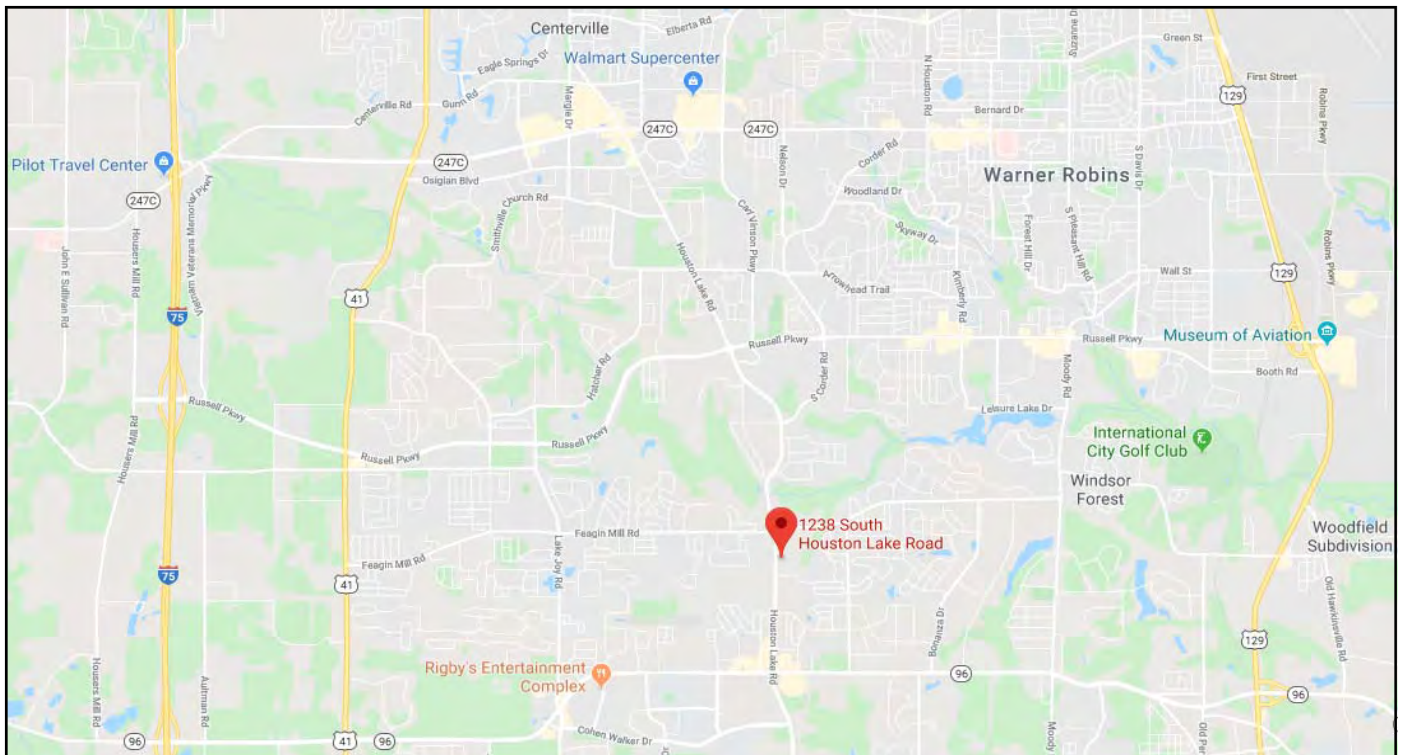 Centerville
Elberta Rd
Suzanne
Green St
Eagle Springs Dr
Walmart Supercenter
N Houston Rd
First Street
129
Centerville Rd
Gunn Rd
Margie Dr
Bernard Dr
Robina Pkwy
247C
247C
Pilot Travel Center
247C
Osigian Blvd
Nelson Dr
Corder Rd
S Davis Dr
Warner Robins
247C
Smithville Church Rd
Woodland Dr
Carl Vinson Pkwy
Skyway Dr
Forest Hill Dr
S Pleasant Hill Rd
John E Sullivan Rd
Housers Mill Rd
Vietnam Veterans Memorial Pkwy
Houston Lake Rd
Arrowhead Trail
Kimberly Rd
Wall St
Robins Pkwy
129
41
75
Russell Pkwy
Russell Pkwy
Museum of Aviation
Hatcher Rd
Moody Rd
Booth Rd
S Corder Rd
Russell Pkwy
Leisure Lake Dr
Housers Mill Rd
Russell Pkwy
Russell Pkwy
International
City Golf Club
Windsor
Forest
1238 South
Houston Lake Road
Feagin Mill Rd
Woodfield
Subdivision
Feagin Mill Rd
Lake Joy Rd
75
41
Old Hawkinsville Rd
Houston Lake Rd
Bonanza Dr
129
Rigby's Entertainment
Complex
96
96
Housers Mill Rd
Aultman Rd
Moody
Old Per
96
41
96
Cohen Walker Dr